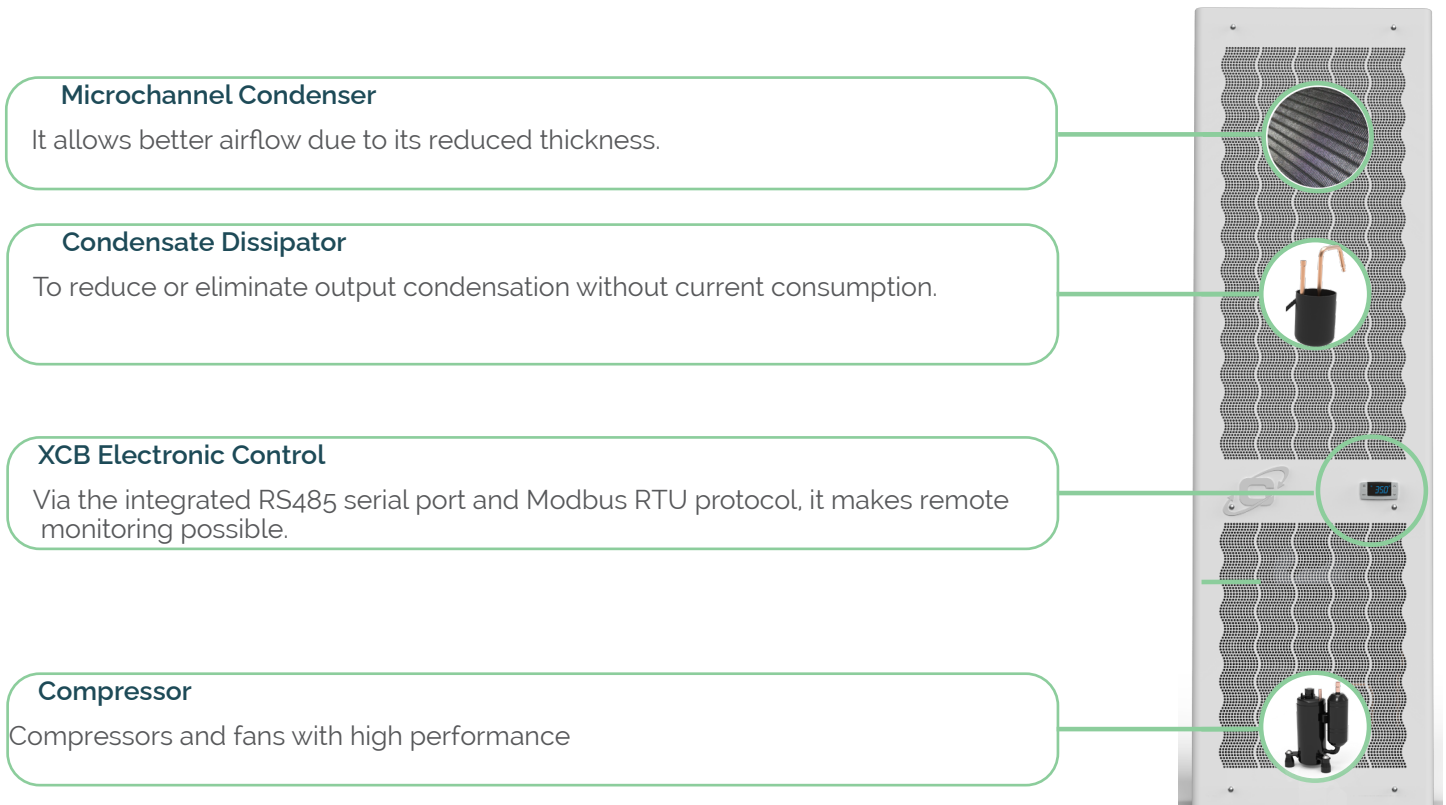 Microchannel Condenser
It allows better airflow due to its reduced thickness.
Condensate Dissipator
To reduce or eliminate output condensation without current consumption.
XCB Electronic Control
Via the integrated RS485 serial port and Modbus RTU protocol, it makes remote
monitoring possible.
350
Compressor
Compressors and fans with high performance